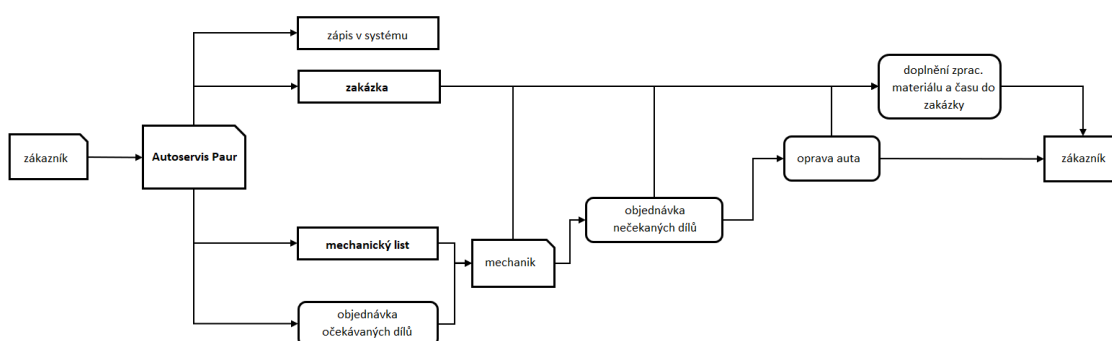 zápis v systému
zakázka
doplnění zprac.
materiálu a času do
zakázky
zákazník
Autoservis Paur
oprava auta
zákazník
objednávka
nečekaných dílů
mechanický list
mechanik
objednávka
očekávaných dílů